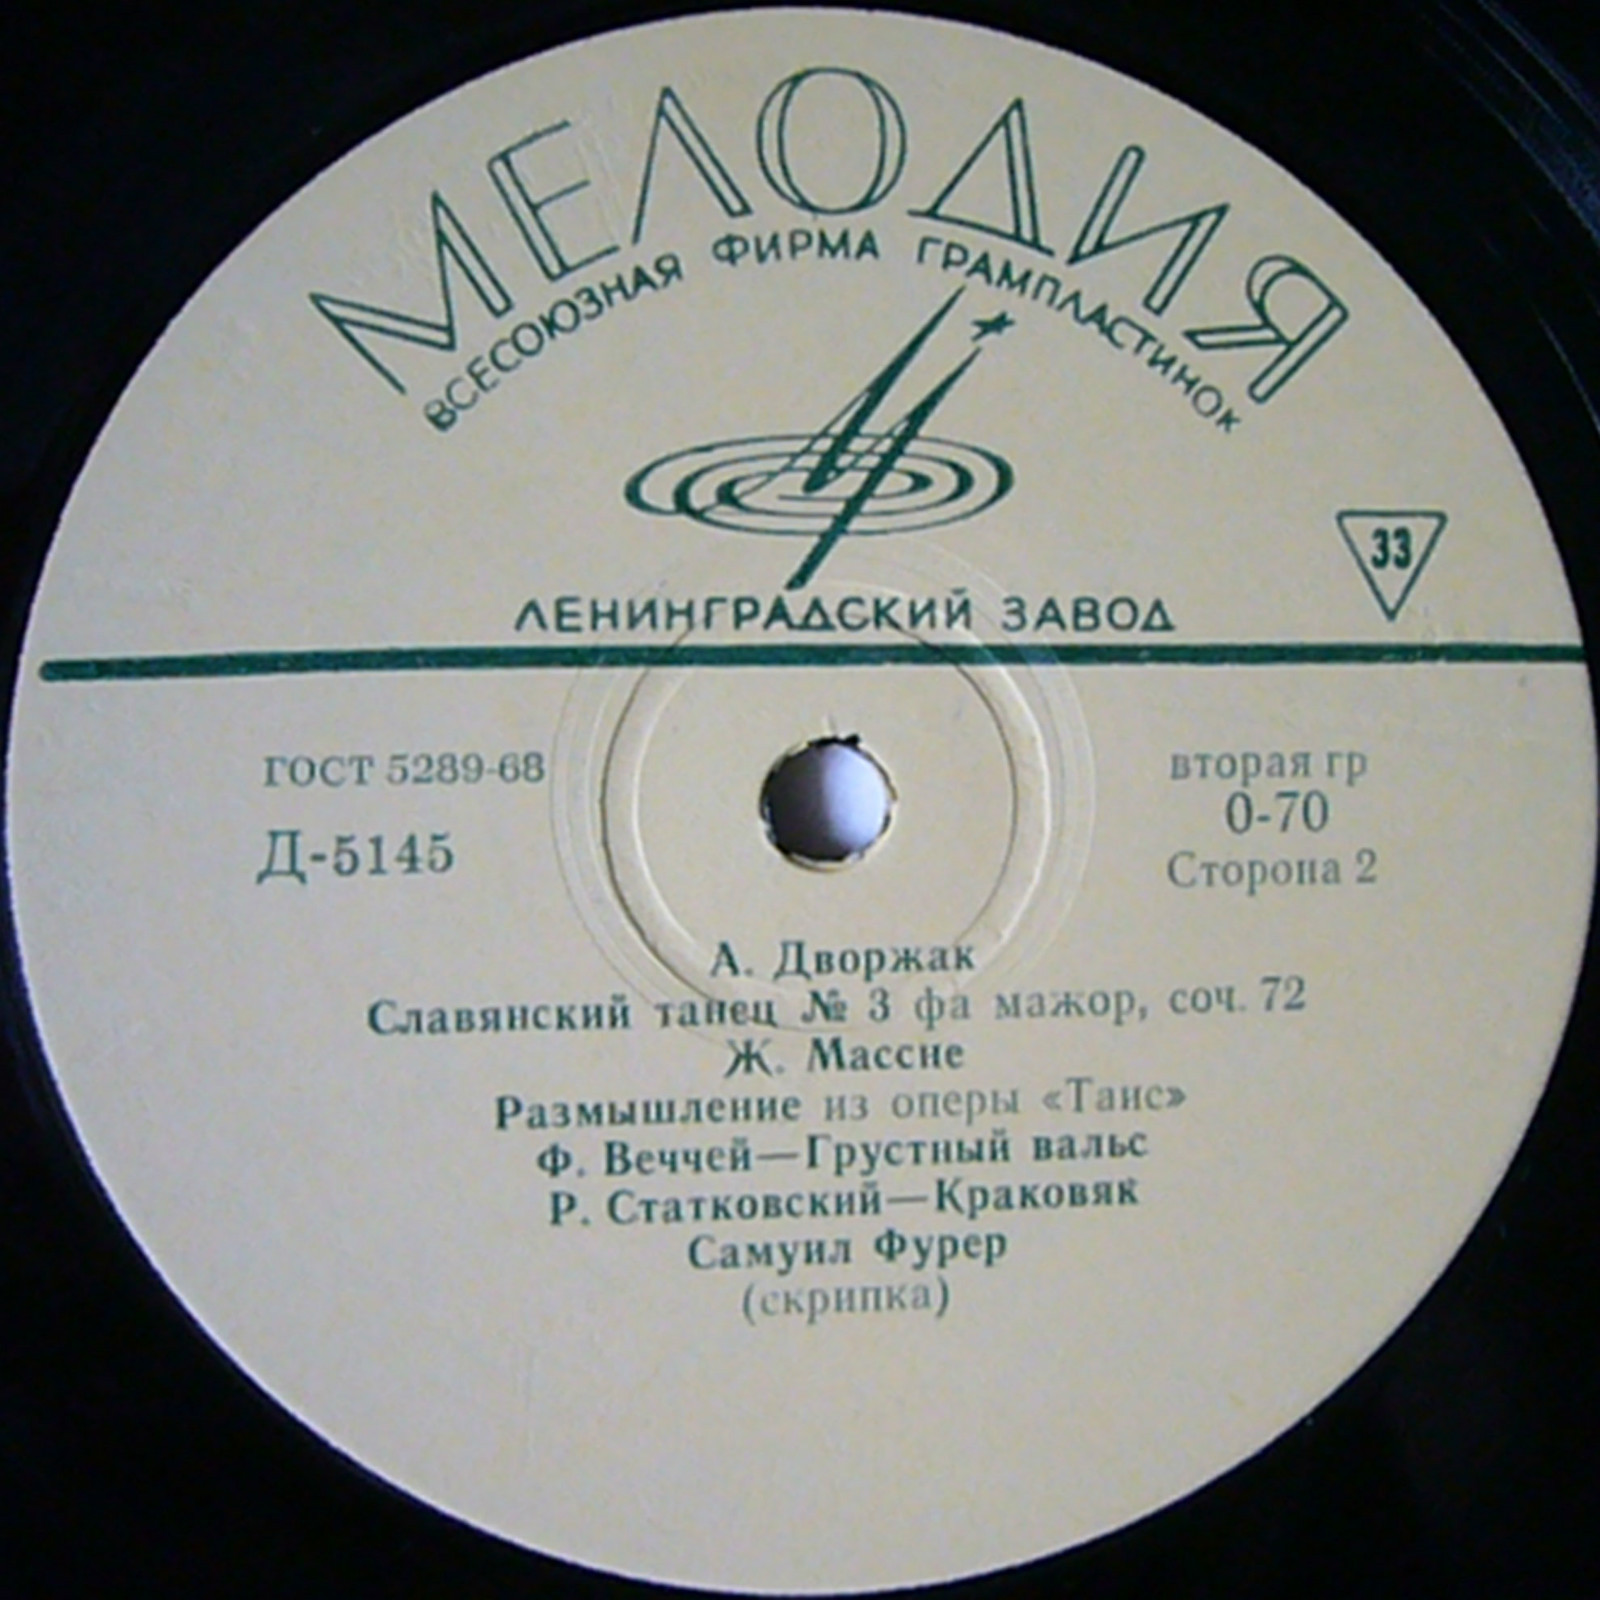 МЕЛОДИЯ
ВСЕСОЮЗНАЯ ФИРМА ГРАМПЛАСТИНОК
33
ЛЕНИНГРАДСКИЙ ЗАВОД
ГОСТ 5289-68
вторая гр
0-70
Д-5145
Сторона 2
А. Дворжак
Славянский танец № 3 фа мажор, соч. 72
Ж. Массне
Размышление из оперы «Таис»
Ф. Веччей—Грустный вальс
Р. Статковский—Краковяк
Самуил Фурер
(скрипка)